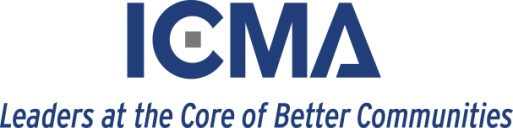 ICMA
Leaders at the Core of Better Communities